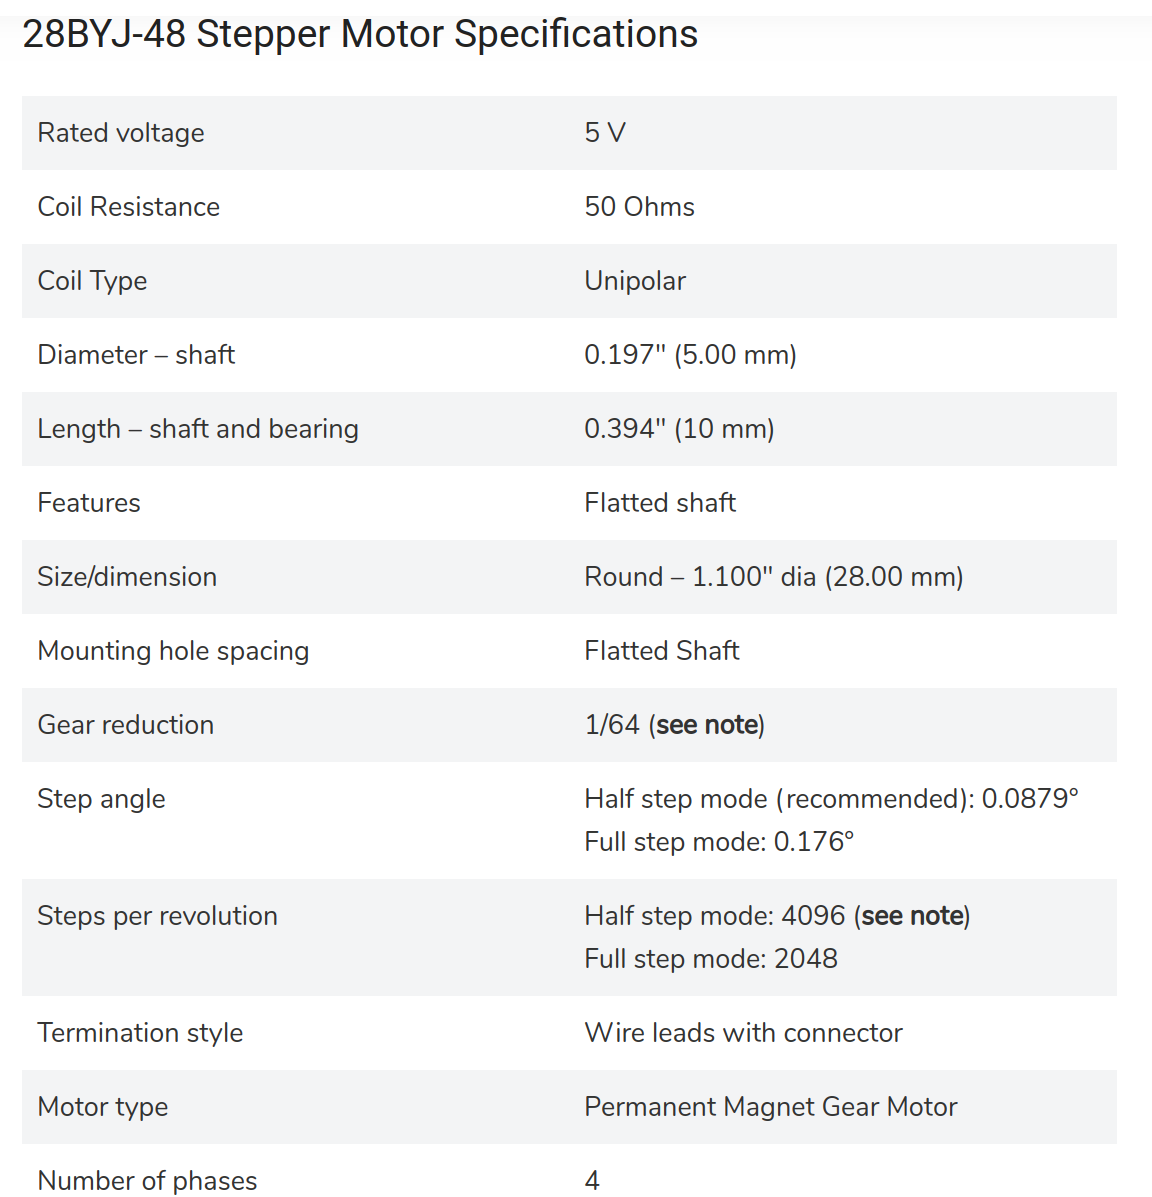 28BYJ-48 Stepper Motor Specifications
Rated voltage 5 V
Coil Resistance 50 Ohms
Coil Type Unipolar
Diameter – shaft 0.197" (5.00 mm)
Length – shaft and bearing 0.394" (10 mm)
Features Flatted shaft
Size/dimension Round – 1.100" dia (28.00 mm)
Mounting hole spacing Flatted Shaft
Gear reduction 1/64 (see note)
Step angle Half step mode (recommended): 0.0879°
Full step mode: 0.176°
Steps per revolution Half step mode: 4096 (see note)
Full step mode: 2048
Termination style Wire leads with connector
Motor type Permanent Magnet Gear Motor
Number of phases 4